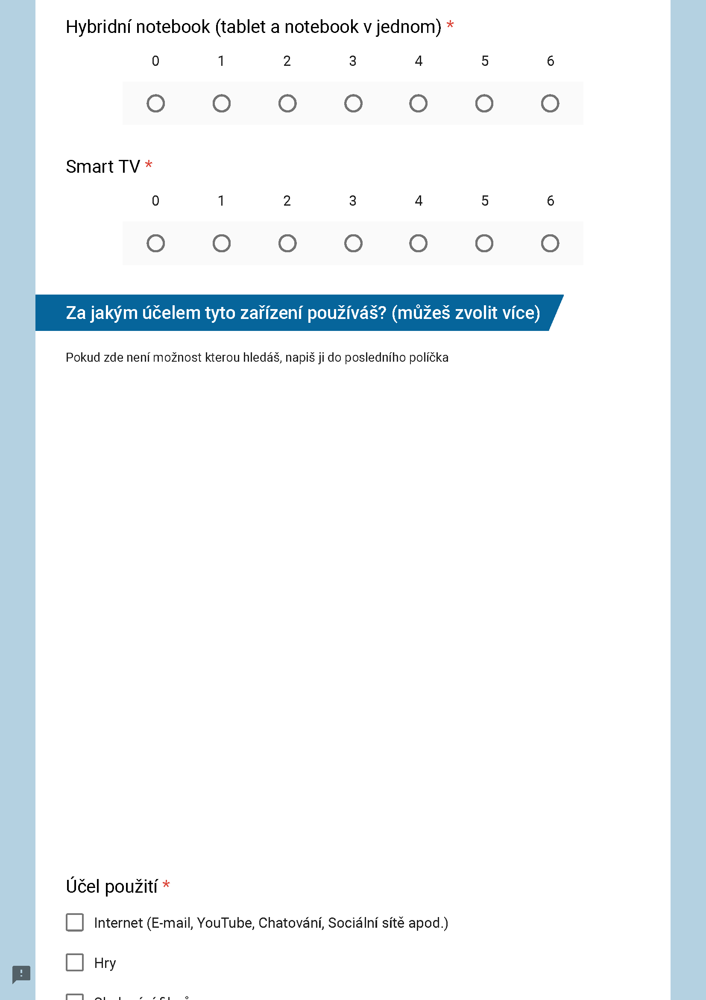 Hybridní notebook (tablet a notebook v jednom) *
0 1 2 3 4 5 6
Smart TV *
0 1 2 3 4 5 6
Za jakým účelem tyto zařízení používáš? (můžeš zvolit více)
Pokud zde není možnost kterou hledáš, napiš ji do posledního políčka
Účel použití *
Internet (E-mail, YouTube, Chatování, Sociální sítě apod.)
Hry